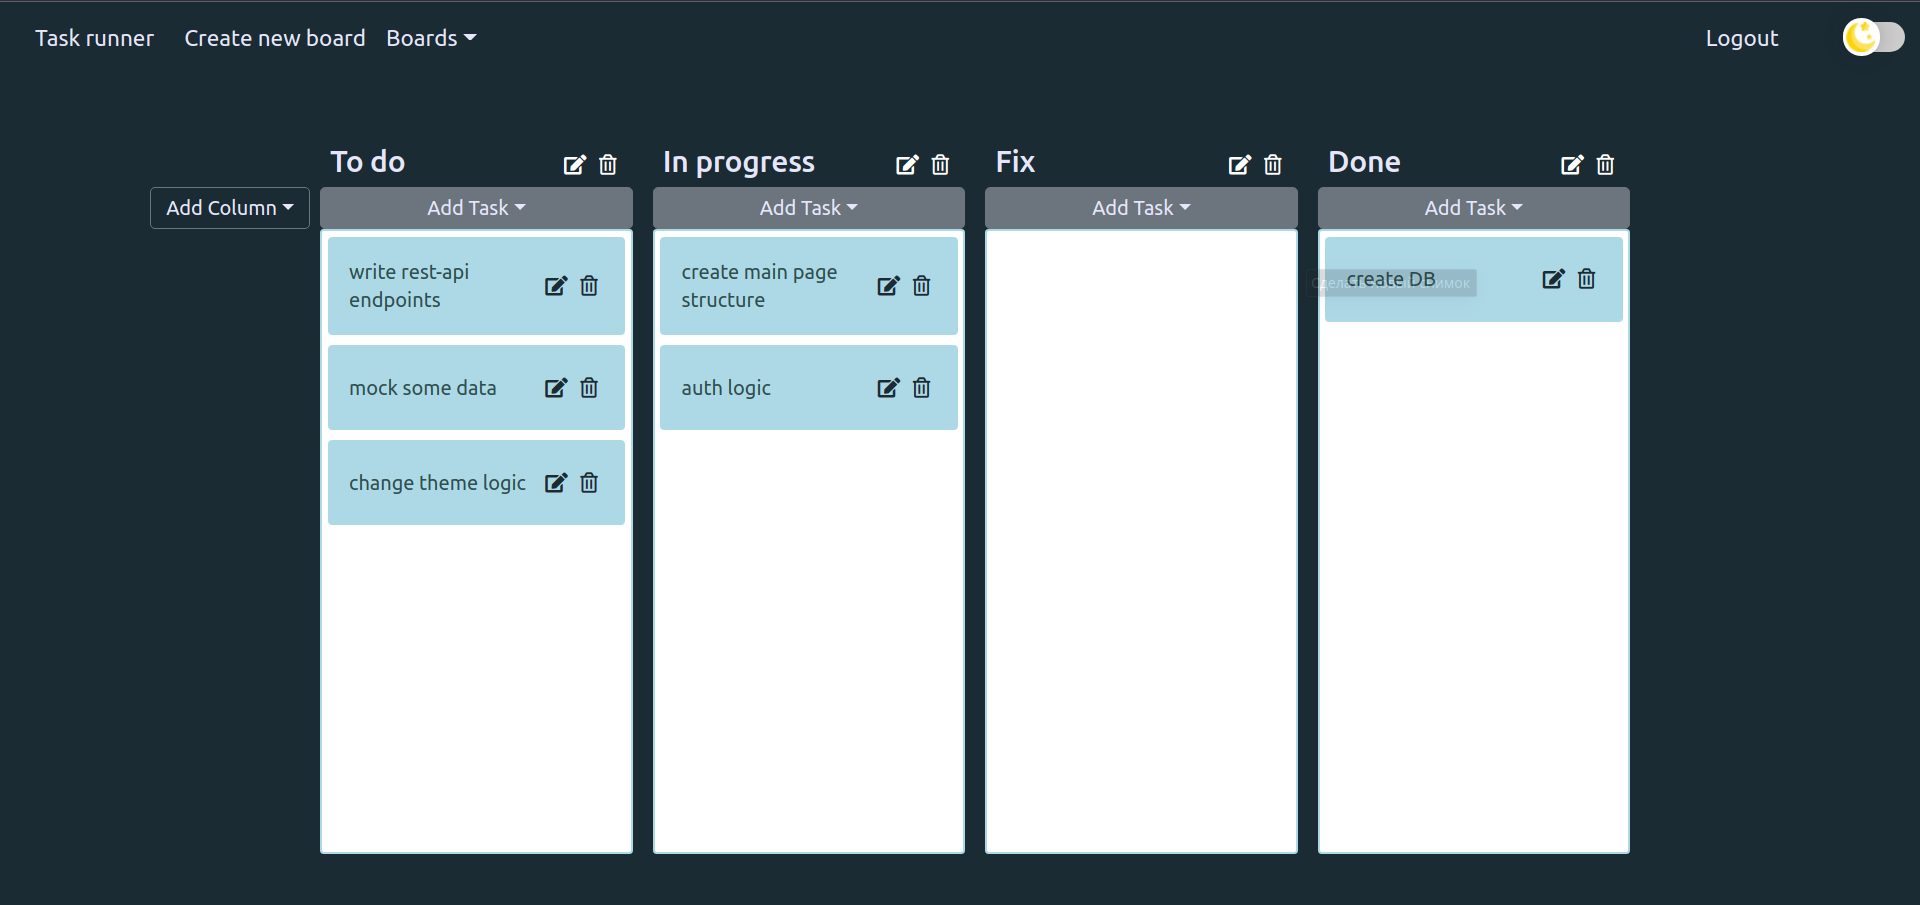 Task runner
Create new board
Boards
Logout
To do
In progress
Fix
Done
Add Column
Add Task
Add Task
Add Task
Add Task
write rest-api
endpoints
mock some data
change theme logic
create main page
structure
auth logic
create DB